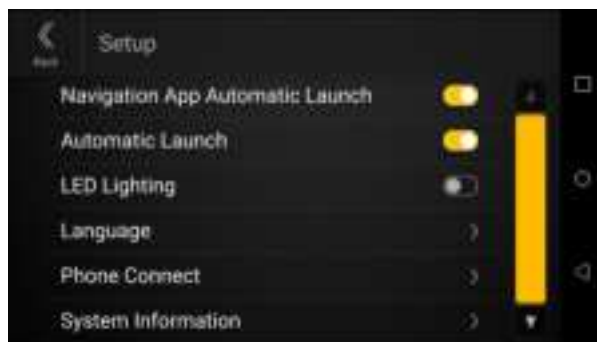 Back
Setup
Navigation App Automatic Launch
Automatic Launch
LED Lighting
Language
Phone Connect
System Information